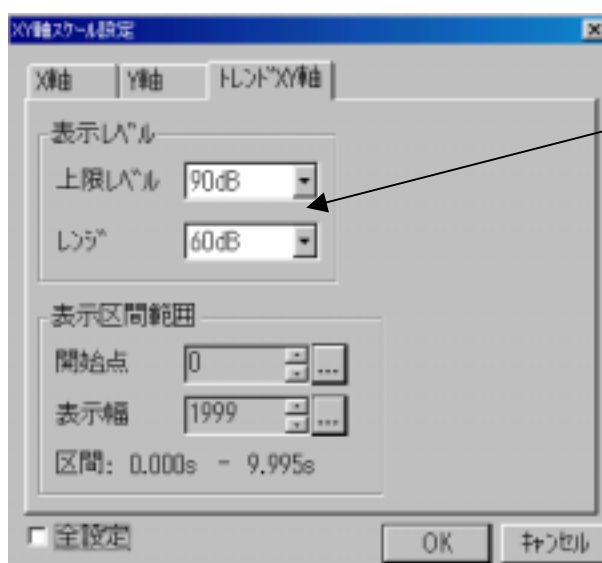 XY軸スケール設定
X軸 Y軸 トレンドXY軸
表示レベル
上限レベル 90dB
レンジ 60dB
表示区間範囲
開始点 0 ...
表示幅 1999 ...
区間: 0.000s - 9.995s
全設定 OK キャンセル